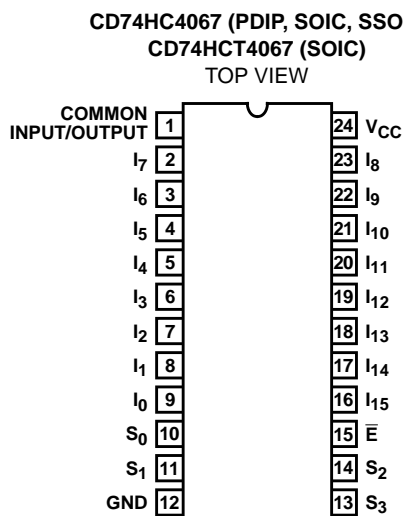 CD74HC4067 (PDIP, SOIC, SSO
CD74HCT4067 (SOIC)
TOP VIEW
COMMON
INPUT/OUTPUT 1 24 VCC
I7 2 23 I8
I6 3 22 I9
I5 4 21 I10
I4 5 20 I11
I3 6 19 I12
I2 7 18 I13
I1 8 17 I14
I0 9 16 I15
S0 10 15 E̅
S1 11 14 S2
GND 12 13 S3